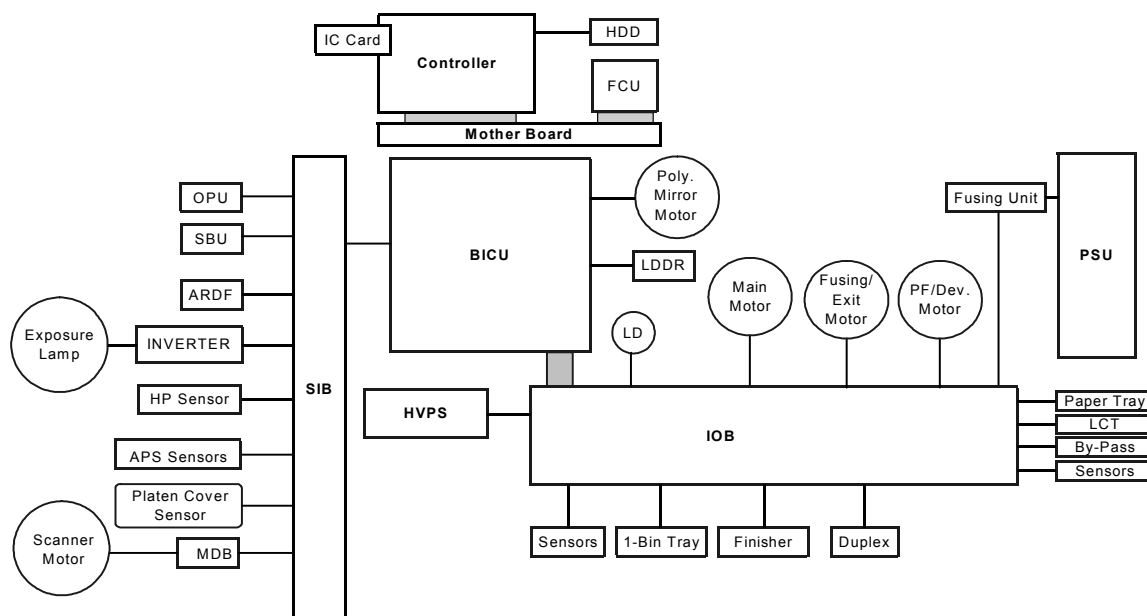 IC Card
Controller
HDD
FCU
Mother Board
OPU
SBU
ARDF
Exposure
Lamp
INVERTER
HP Sensor
APS Sensors
Platen Cover
Sensor
Scanner
Motor
MDB
SIB
BICU
Poly.
Mirror
Motor
LDDR
Fusing Unit
PSU
LD
Main
Motor
Fusing/
Exit
Motor
PF/Dev.
Motor
HVPS
IOB
Paper Tray
LCT
By-Pass
Sensors
Sensors
1-Bin Tray
Finisher
Duplex